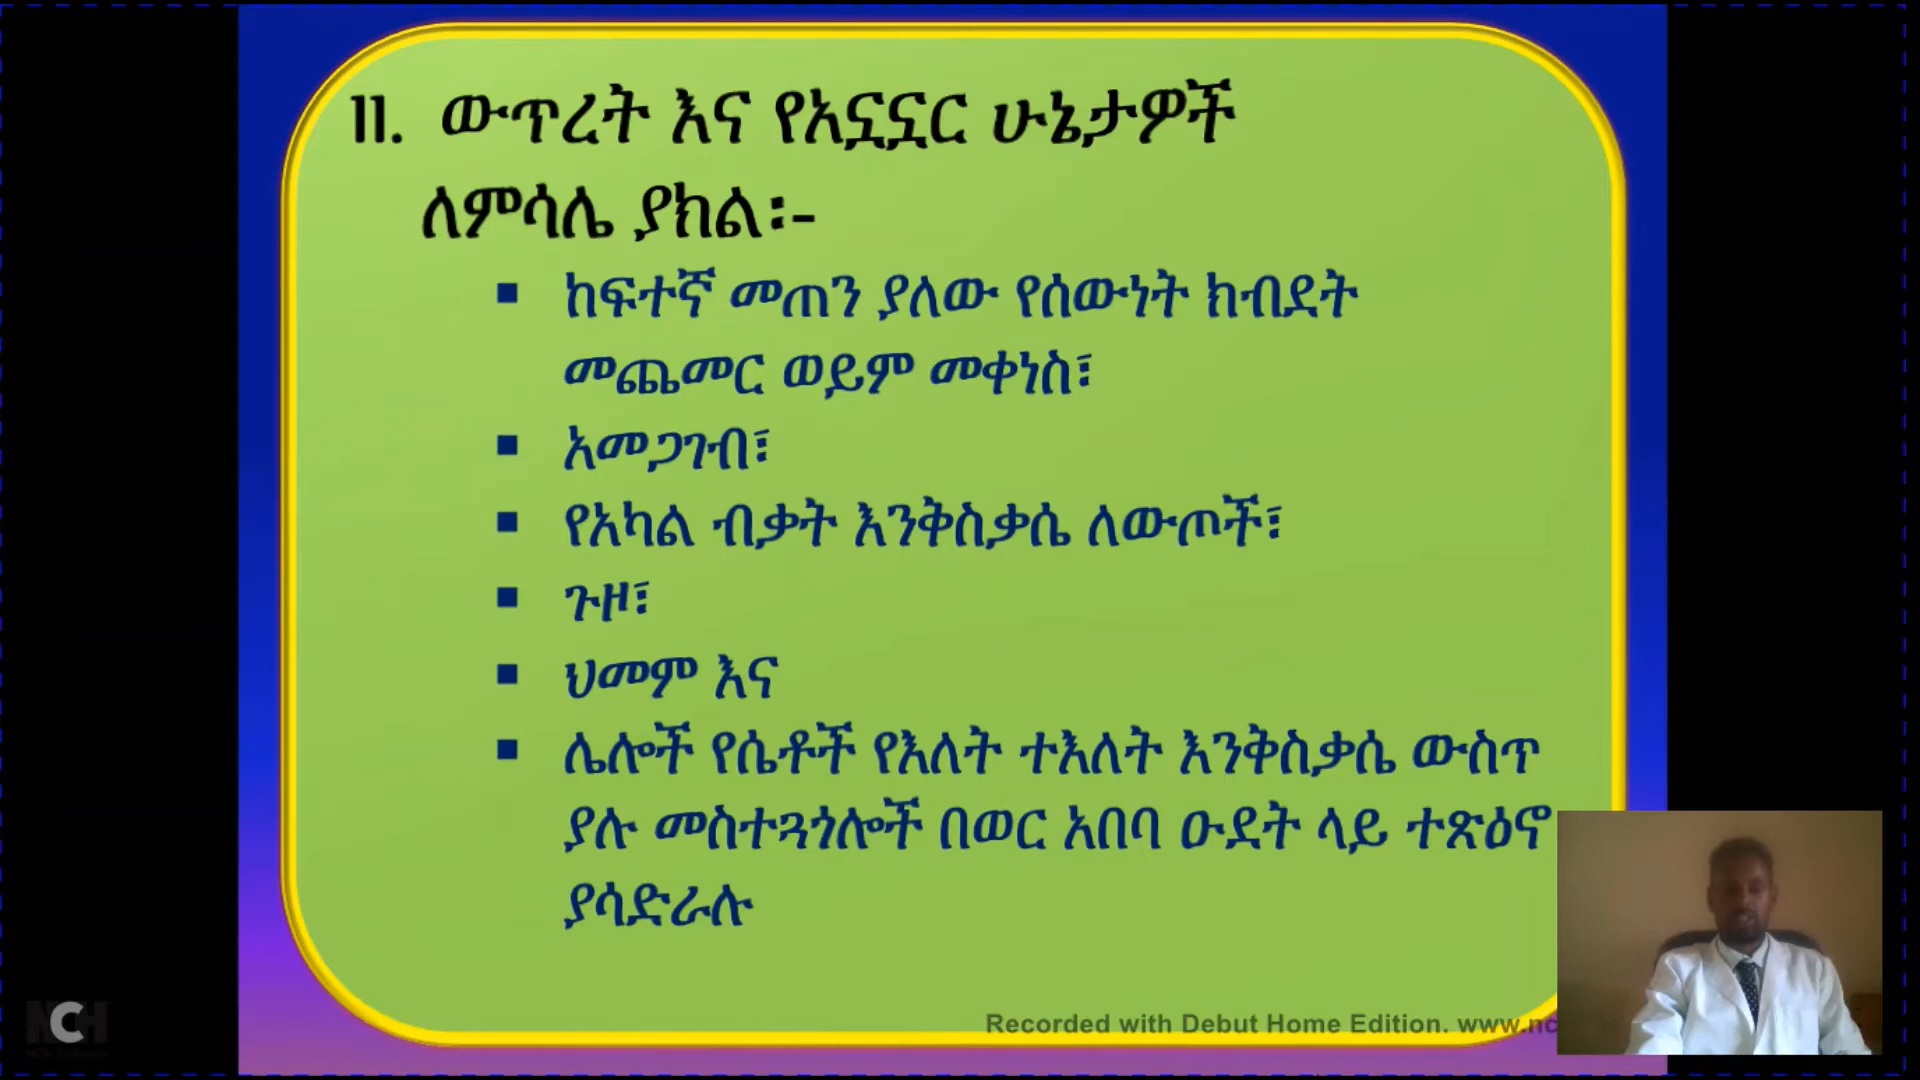 11. ውጥረት እና የአኗኗር ሁኔታዎች
ለምሳሌ ያክል፡-
▪ ከፍተኛ መጠን ያለው የሰውነት ክብደት
መጨመር ወይም መቀነስ፣
▪ አመጋገብ፣
▪ የአካል ብቃት እንቅስቃሴ ለውጦች፣
▪ ጉዞ፣
▪ ህመም እና
▪ ሌሎች የሴቶች የእለት ተእለት እንቅስቃሴ ውስጥ
ያሉ መስተጓጎሎች በወር አበባ ዑደት ላይ ተጽዕኖ
ያሳድራሉ
NCH
Recorded with Debut Home Edition. www.nc